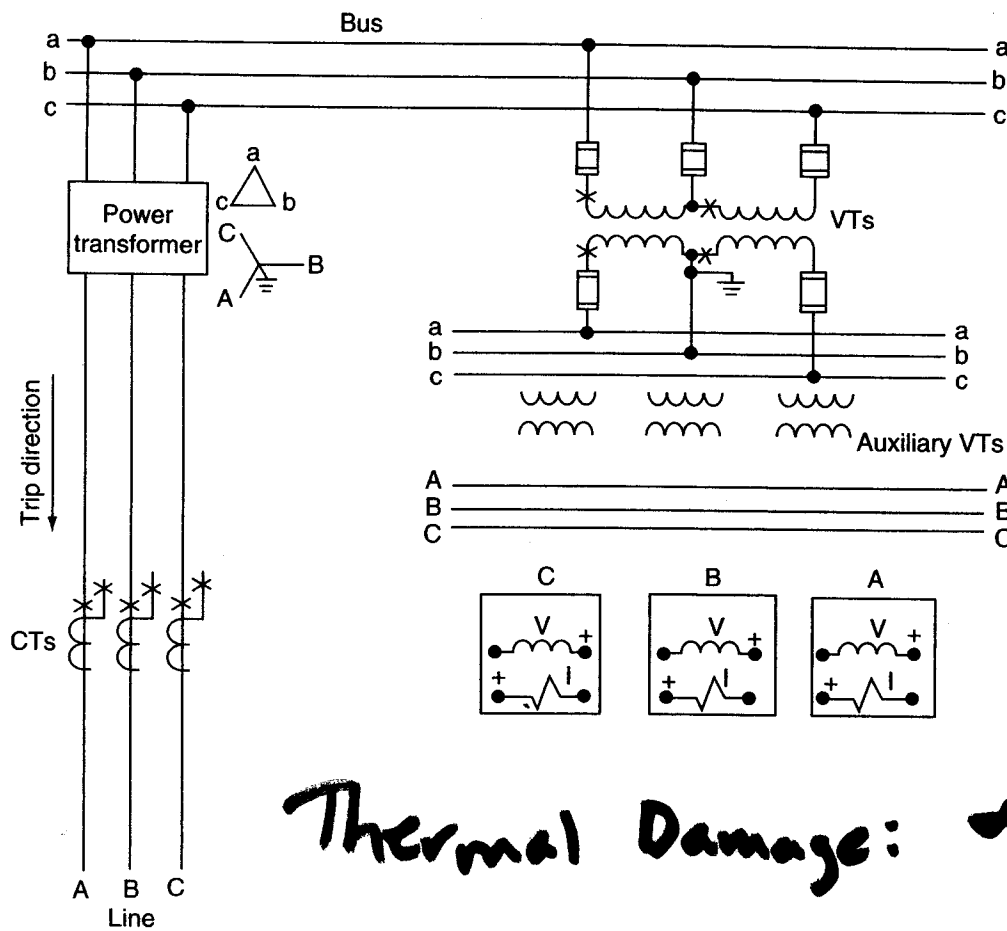 Bus
a a
b b
c c
a
c b
Power
transformer
C
B
A
VTs
a a
b b
c c
Auxiliary VTs
Trip direction
A A
B B
C C
C B A
V + V + V +
+ I + I + I
CTs
Thermal Damage:
A B C
Line